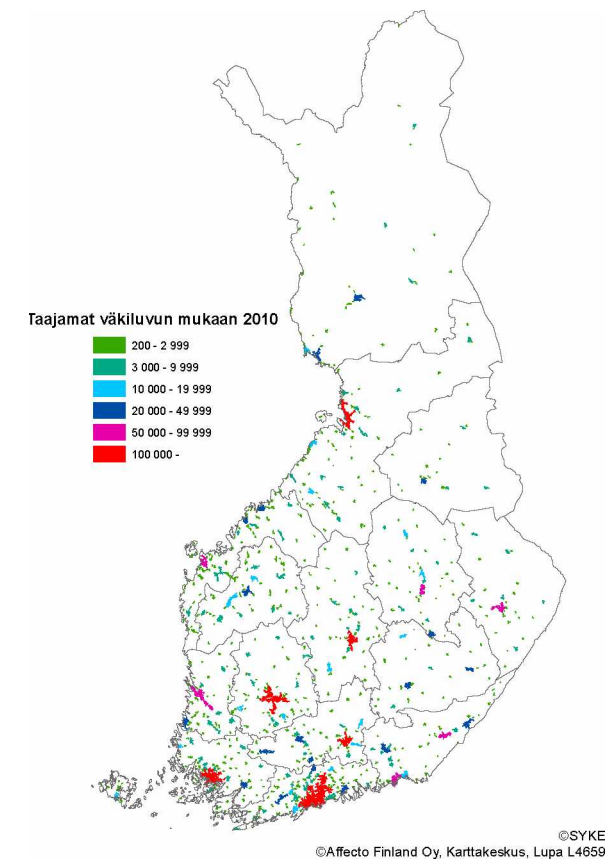 Taajamat väkiluvun mukaan 2010
200 - 2 999
3 000 - 9 999
10 000 - 19 999
20 000 - 49 999
50 000 - 99 999
100 000 -
©SYKE
©Affecto Finland Oy, Karttakeskus, Lupa L4659